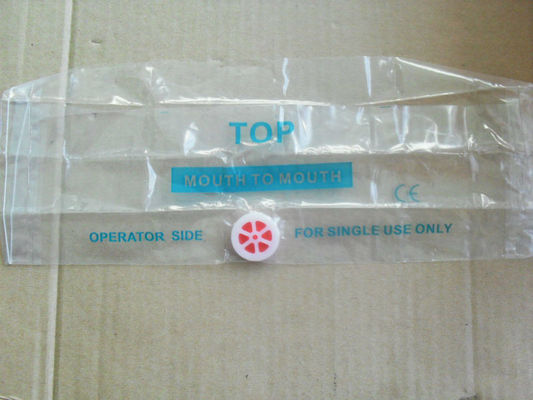 TOP
MOUTH TO MOUTH
CE
OPERATOR SIDE
FOR SINGLE USE ONLY